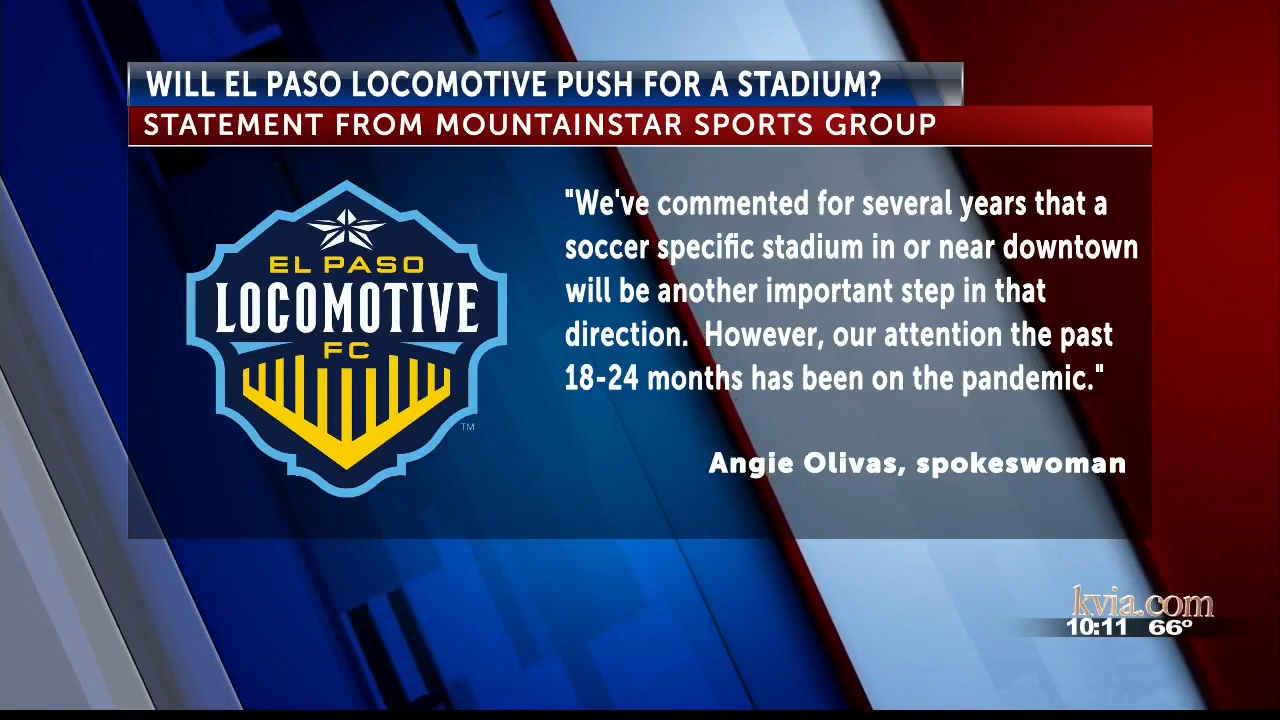 WILL EL PASO LOCOMOTIVE PUSH FOR A STADIUM?
STATEMENT FROM MOUNTAINSTAR SPORTS GROUP
EL PASO
LOCOMOTIVE
FC
TM
"We've commented for several years that a
soccer specific stadium in or near downtown
will be another important step in that
direction.  However, our attention the past
18-24 months has been on the pandemic."
Angie Olivas, spokeswoman
kvia.com
10:11 66º